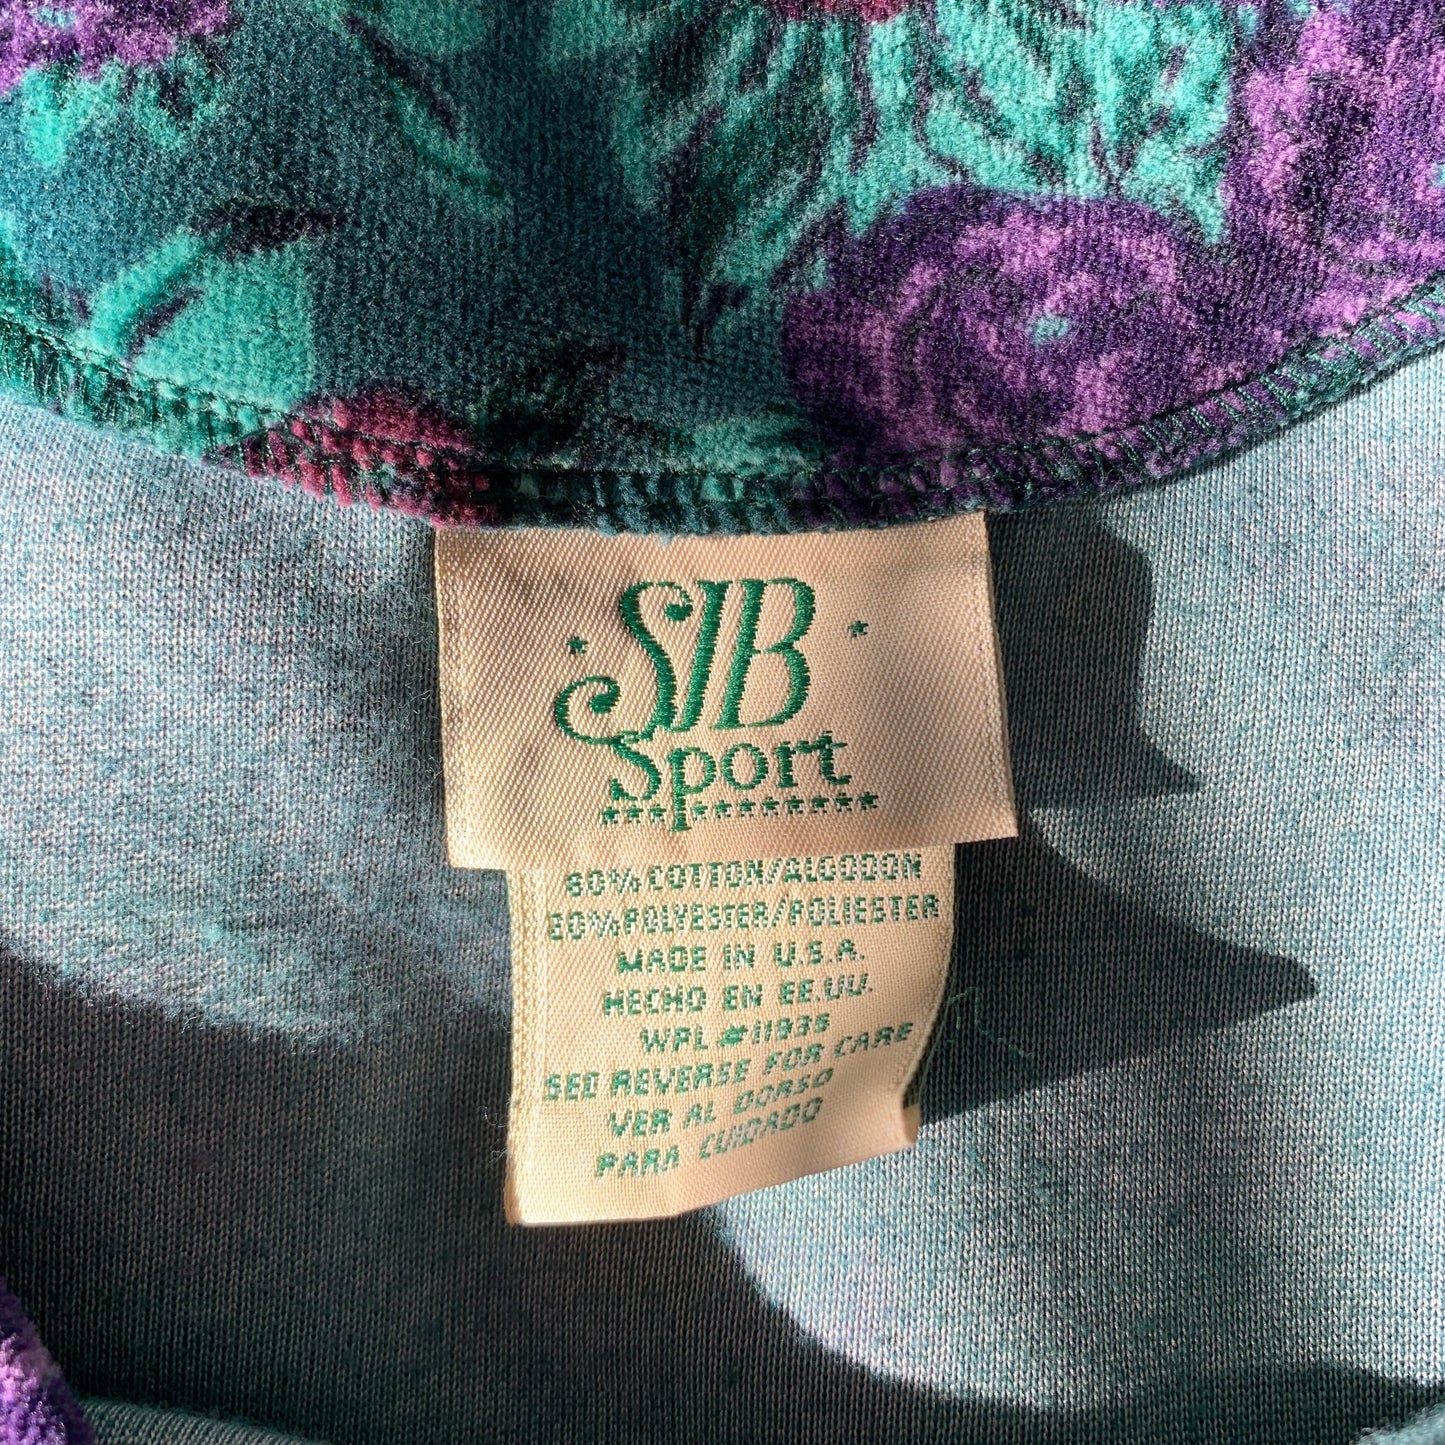 SJB
Sport
80% COTTON/ALGODON
20% POLYESTER/POLIESTER
MADE IN U.S.A.
HECHO EN EE.UU.
WPL
SEE REVERSE FOR CARE
VER AL DORSO
PARA CUIDADO